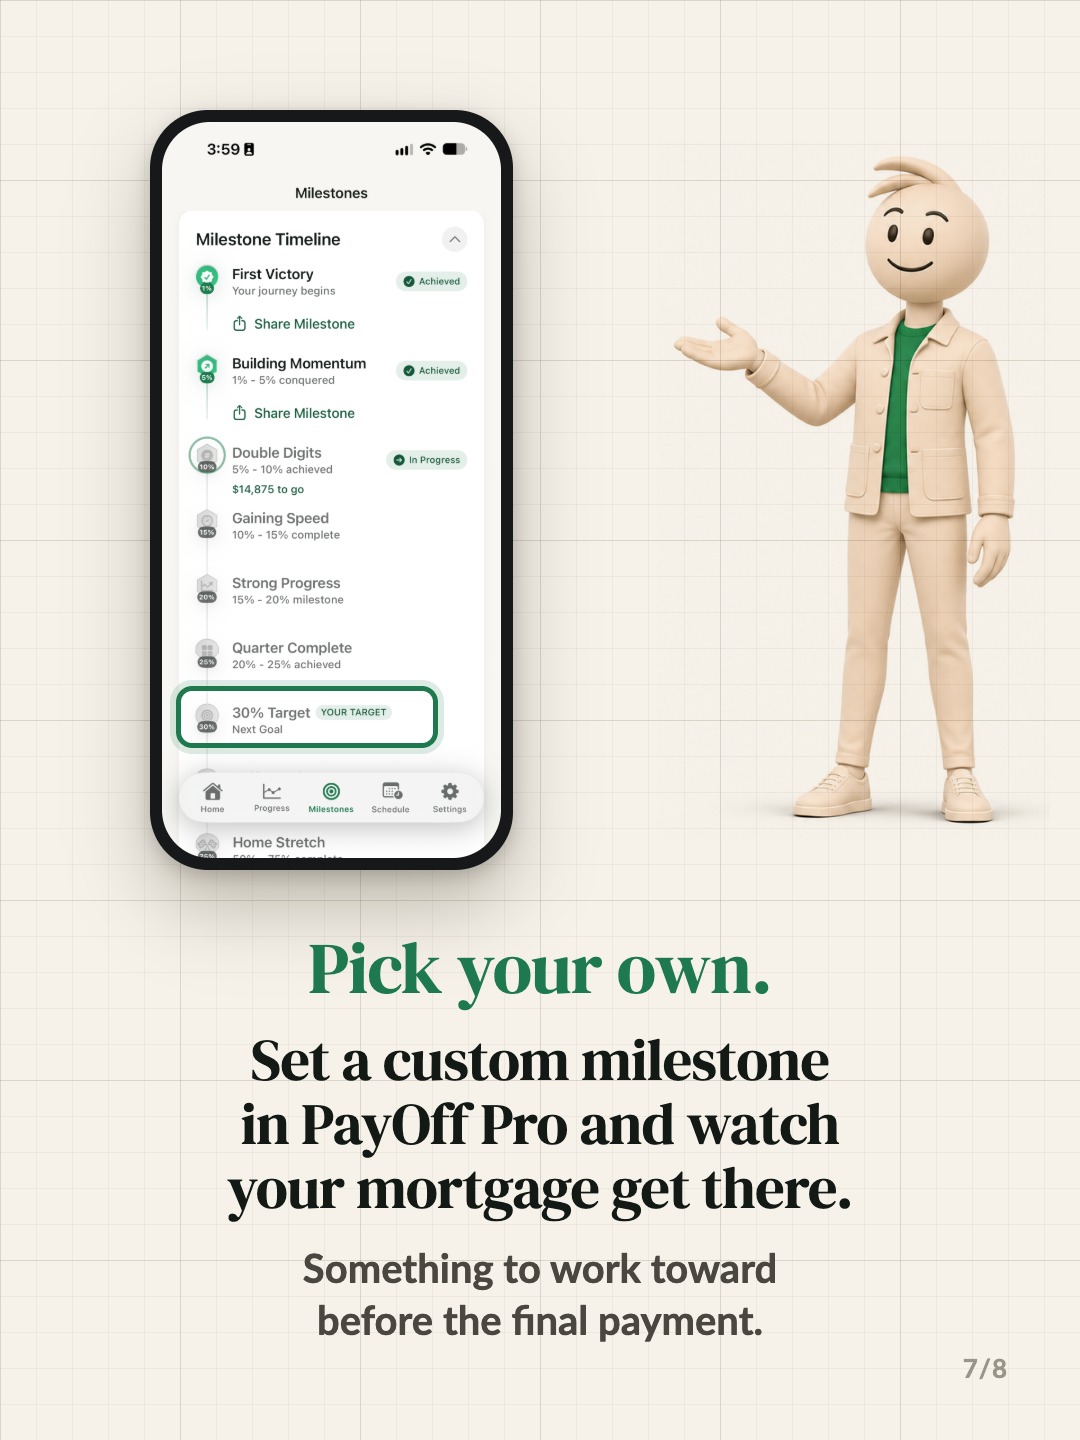 3:59
Milestones
Milestone Timeline
1%
First Victory
Achieved
Your journey begins
Share Milestone
5%
Building Momentum
Achieved
1% - 5% conquered
Share Milestone
10%
Double Digits
In Progress
5% - 10% achieved
$14,875 to go
15%
Gaining Speed
10% - 15% complete
20%
Strong Progress
15% - 20% milestone
25%
Quarter Complete
20% - 25% achieved
30%
30% Target YOUR TARGET
Next Goal
Home
Progress
Milestones
Schedule
Settings
Home Stretch
50% - 75% complete
Pick your own.
Set a custom milestone
in PayOff Pro and watch
your mortgage get there.
Something to work toward
before the final payment.
7/8